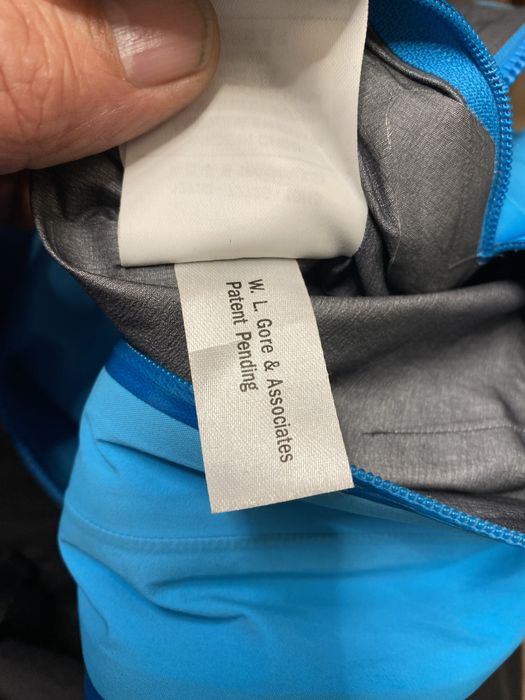 W. L. Gore & Associates
Patent Pending